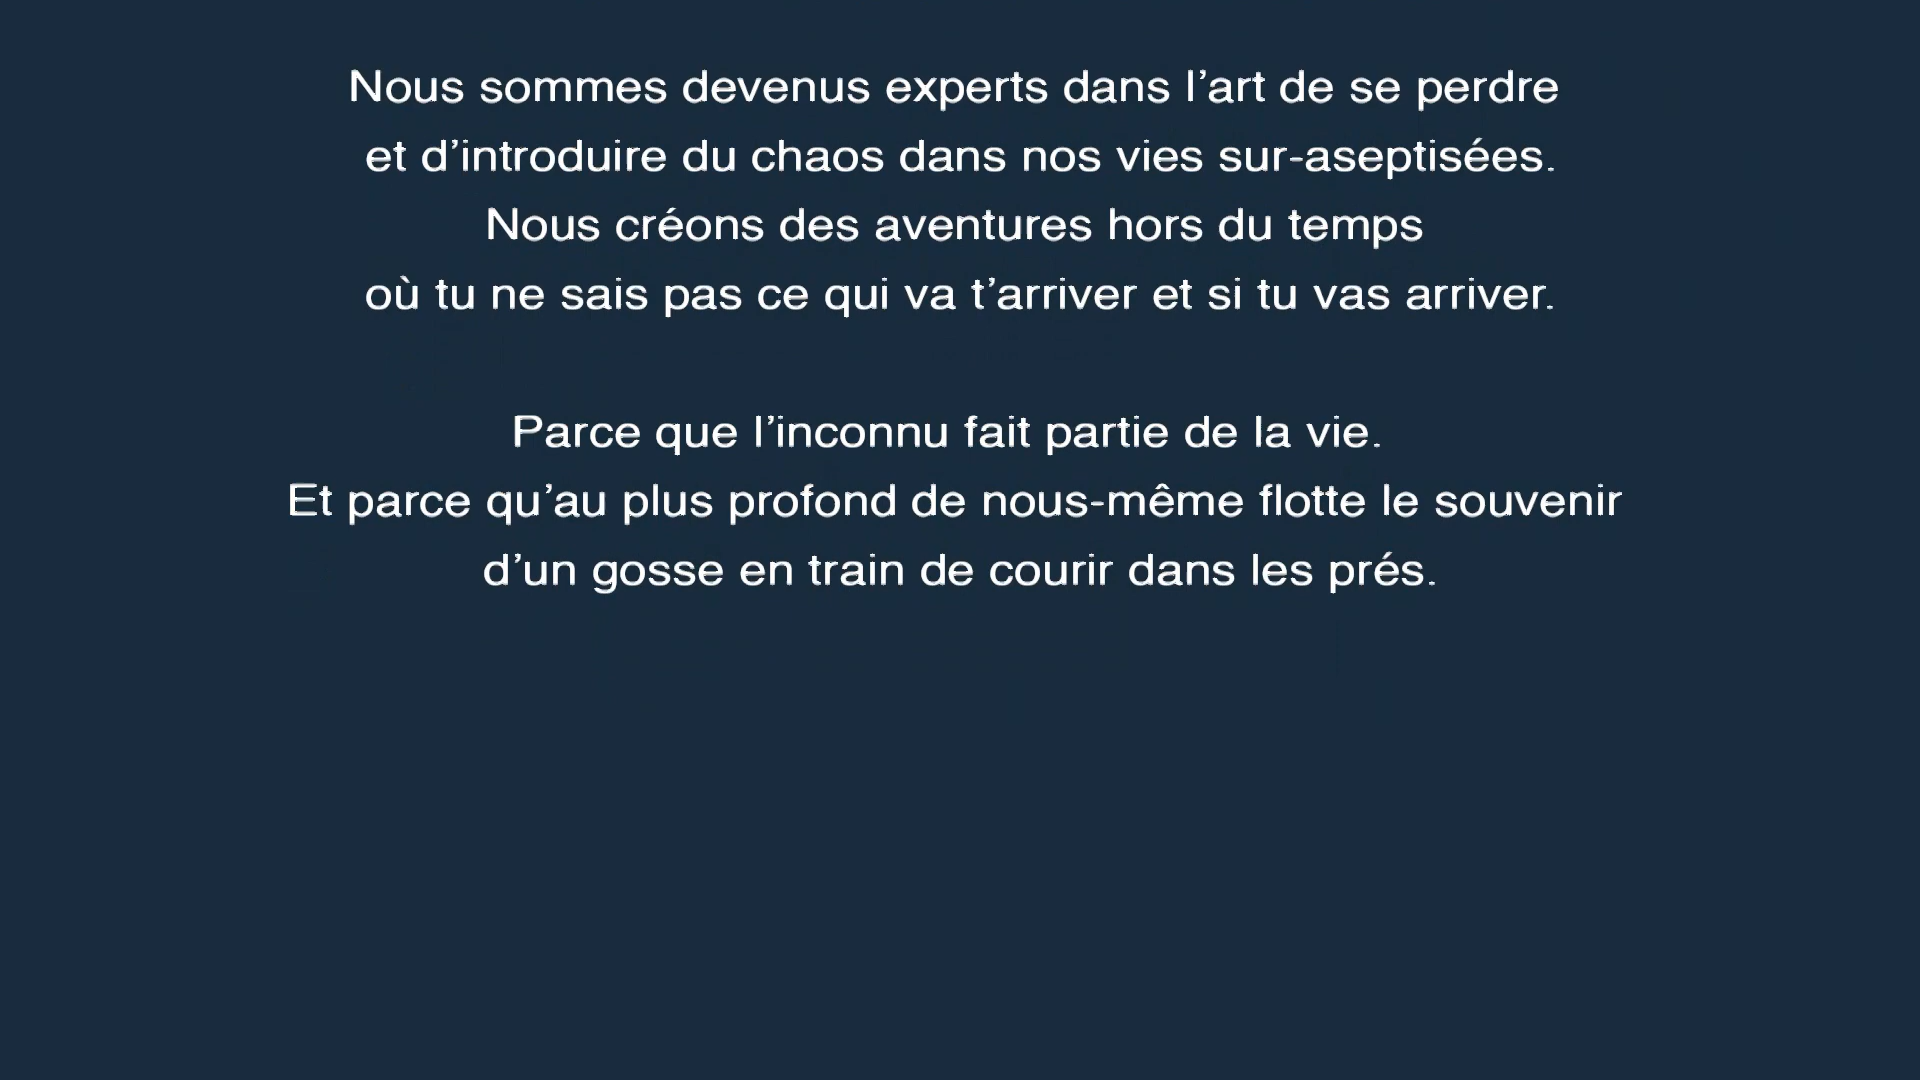 Nous sommes devenus experts dans l’art de se perdre
et d’introduire du chaos dans nos vies sur-aseptisées.
Nous créons des aventures hors du temps
où tu ne sais pas ce qui va t’arriver et si tu vas arriver.
Parce que l’inconnu fait partie de la vie.
Et parce qu’au plus profond de nous-même flotte le souvenir
d’un gosse en train de courir dans les prés.